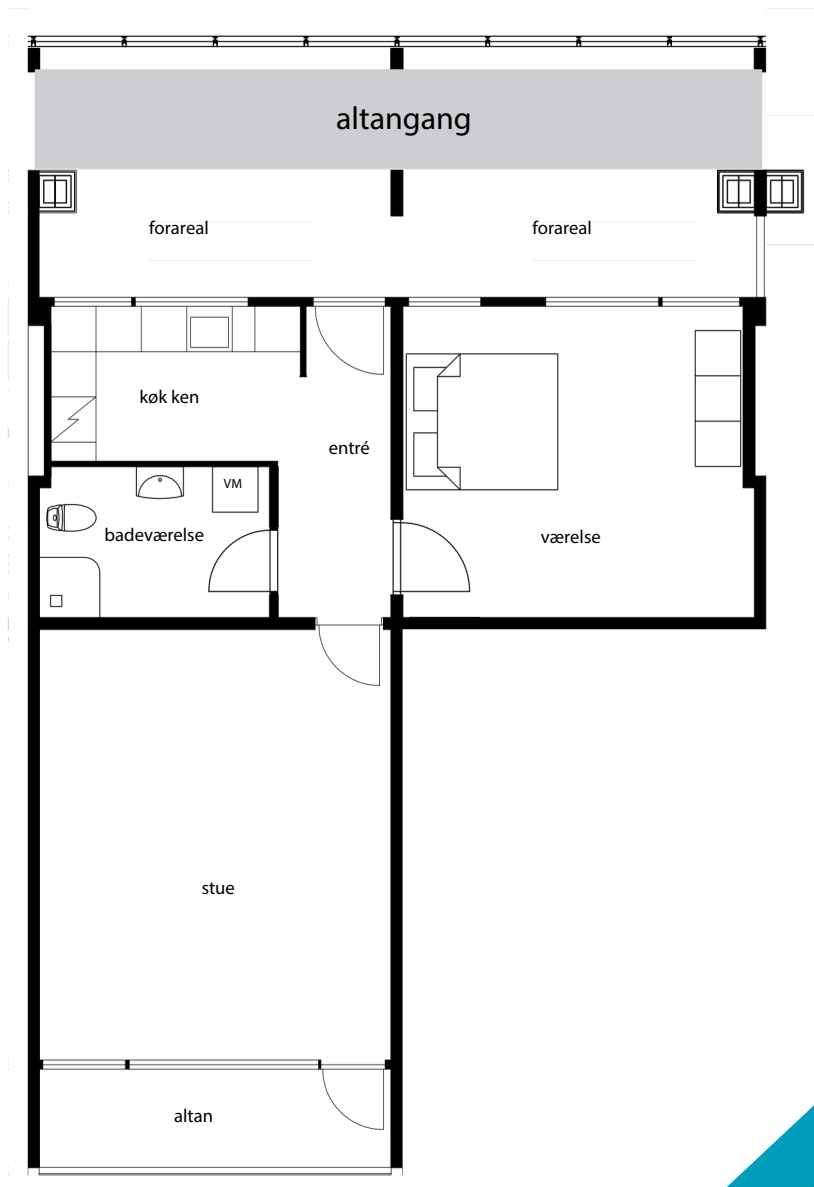 altangang
forareal
forareal
køk ken
entré
VM
badeværelse
værelse
stue
altan